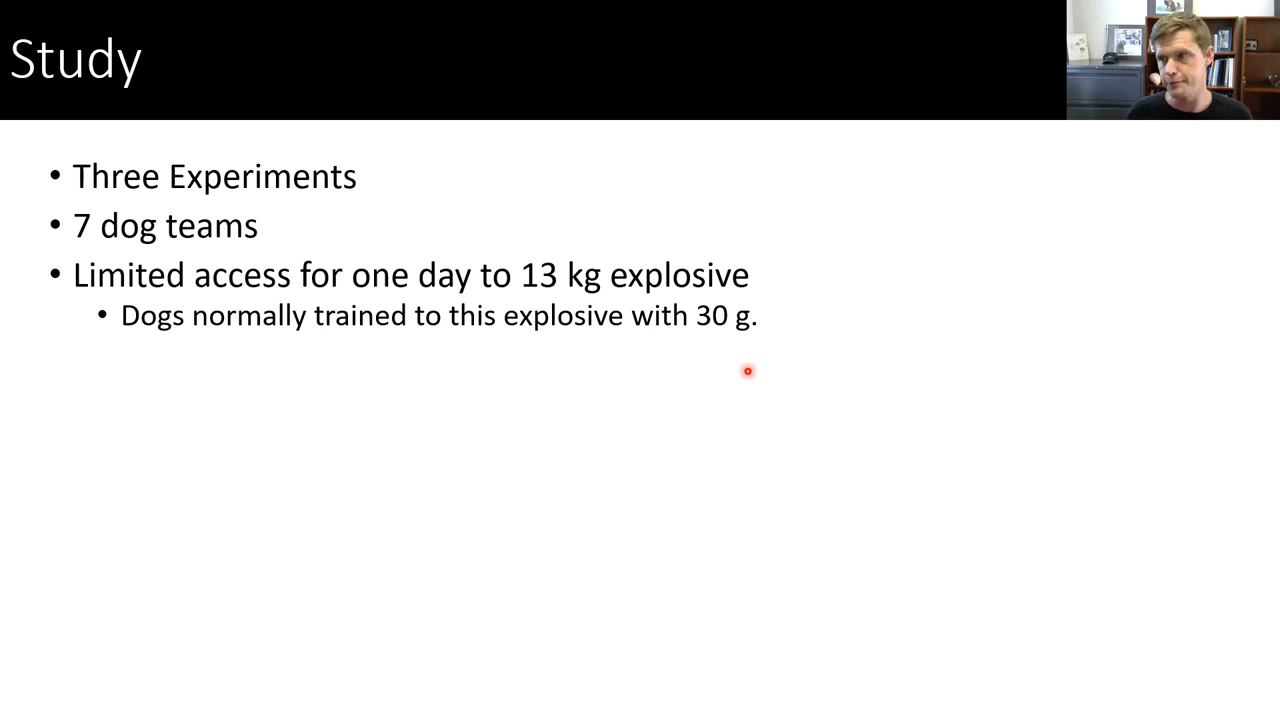 Study
• Three Experiments
• 7 dog teams
• Limited access for one day to 13 kg explosive
• Dogs normally trained to this explosive with 30 g.